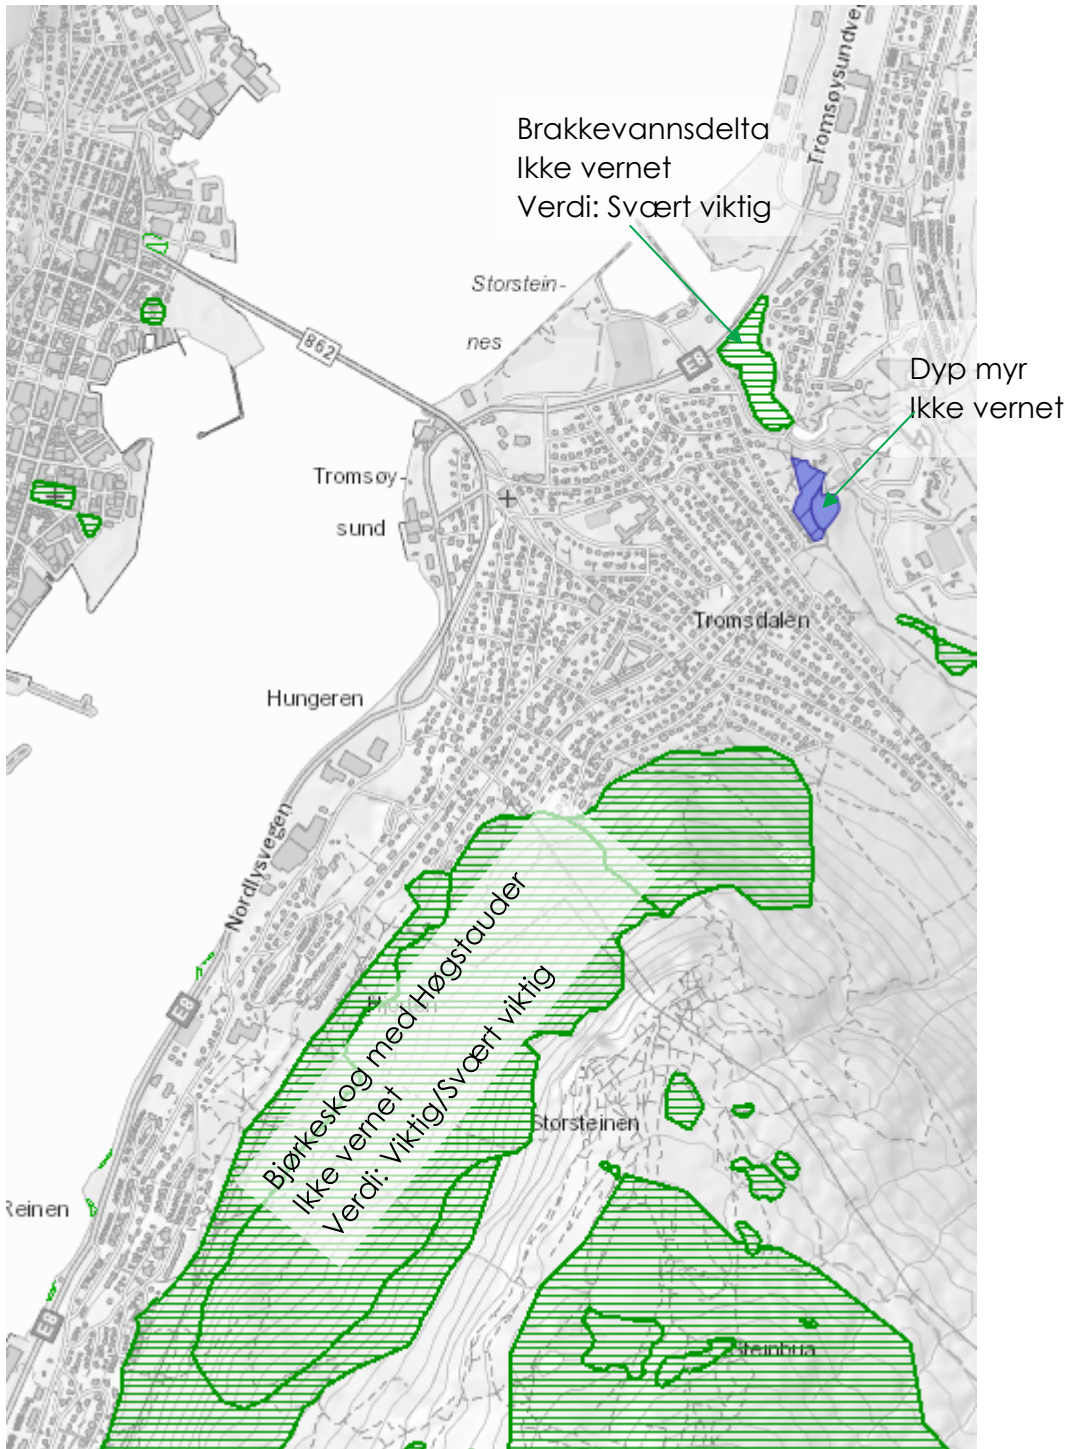 Tromsøysundve
Brakkevannsdelta
Ikke vernet
Verdi: Svært viktig
Storstein-
nes
862
E8
Dyp myr
Ikke vernet
Tromsøy-
sund
Tromsdalen
Hungeren
Nordlysvegen
Bjørkeskog med Høgstauder
Ikke vernet
Verdi: Viktig/Svært viktig
E8
Storsteinen
Reinen
E8
Steinbua